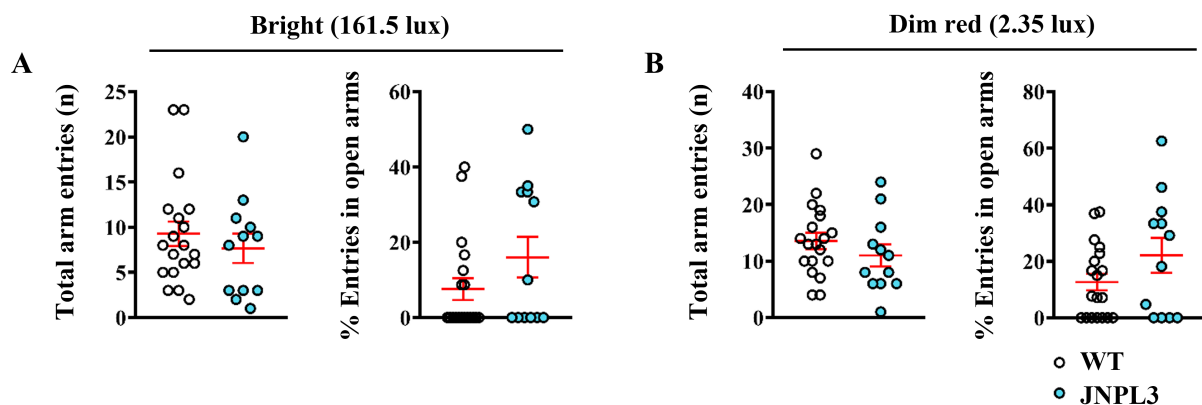 Bright (161.5 lux)
Dim red (2.35 lux)
A
B
Total arm entries (n)
25
20
15
10
5
0
% Entries in open arms
60
40
20
0
Total arm entries (n)
40
30
20
10
0
% Entries in open arms
80
60
40
20
0
WT
JNPL3